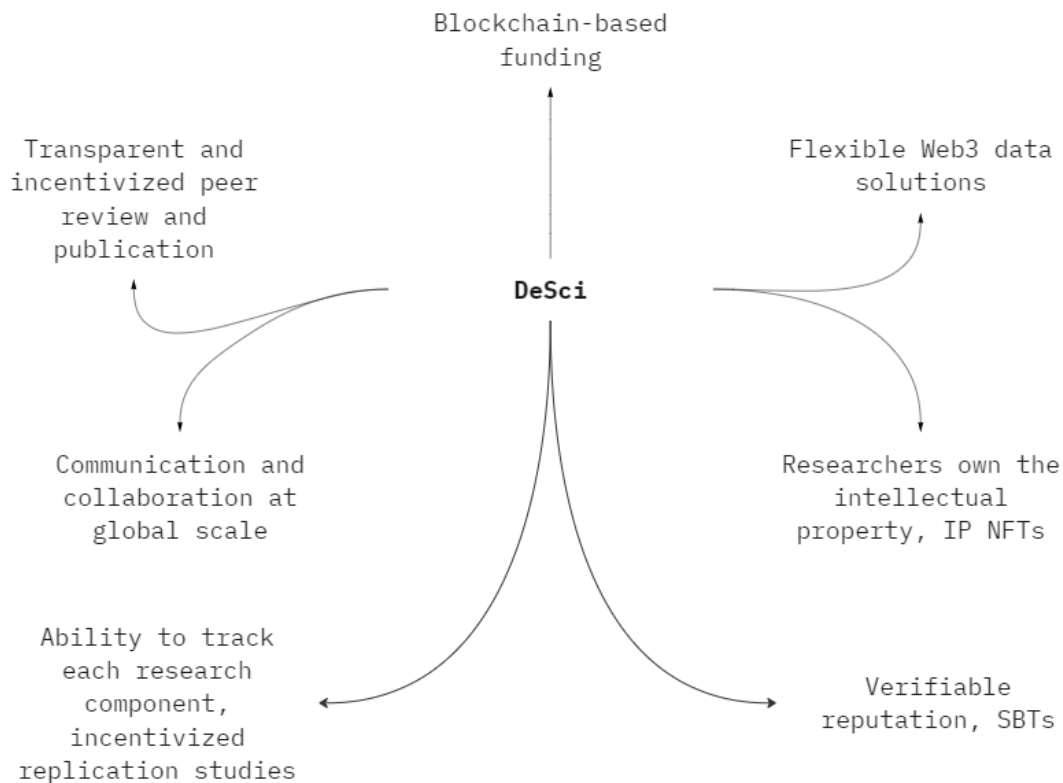 Blockchain-based
funding
Transparent and
incentivized peer
review and
publication
Flexible Web3 data
solutions
DeSci
Communication and
collaboration at
global scale
Researchers own the
intellectual
property, IP NFTs
Ability to track
each research
component,
incentivized
replication studies
Verifiable
reputation, SBTs